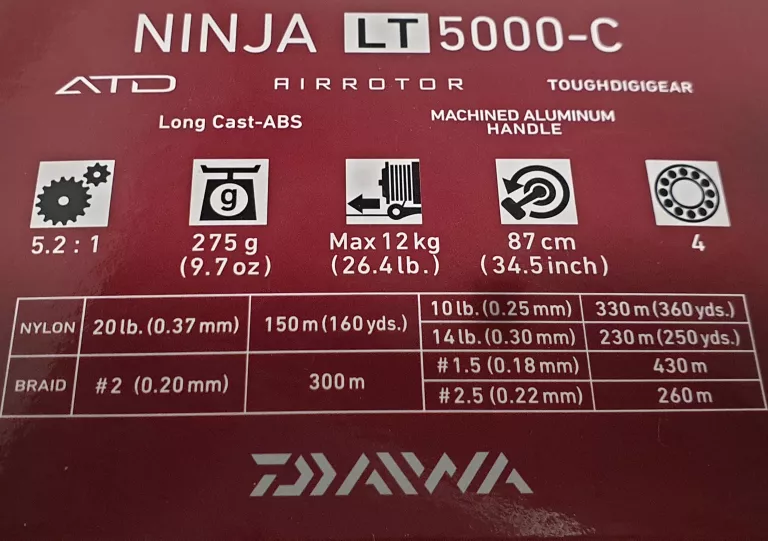 NINJA LT 5000-C
ATD AIRROTOR TOUGHDIGIGEAR
Long Cast-ABS MACHINED ALUMINUM
HANDLE
g
5.2 : 1 275 g Max 12 kg 87 cm 4
(9.7 oz) (26.4 lb.) (34.5 inch)
NYLON 20 lb. (0.37 mm) 150 m (160 yds.) 10 lb. (0.25 mm) 330 m (360 yds.)
14 lb. (0.30 mm) 230 m (250 yds.)
BRAID #2 (0.20 mm) 300 m #1.5 (0.18 mm) 430 m
#2.5 (0.22 mm) 260 m
DAIWA